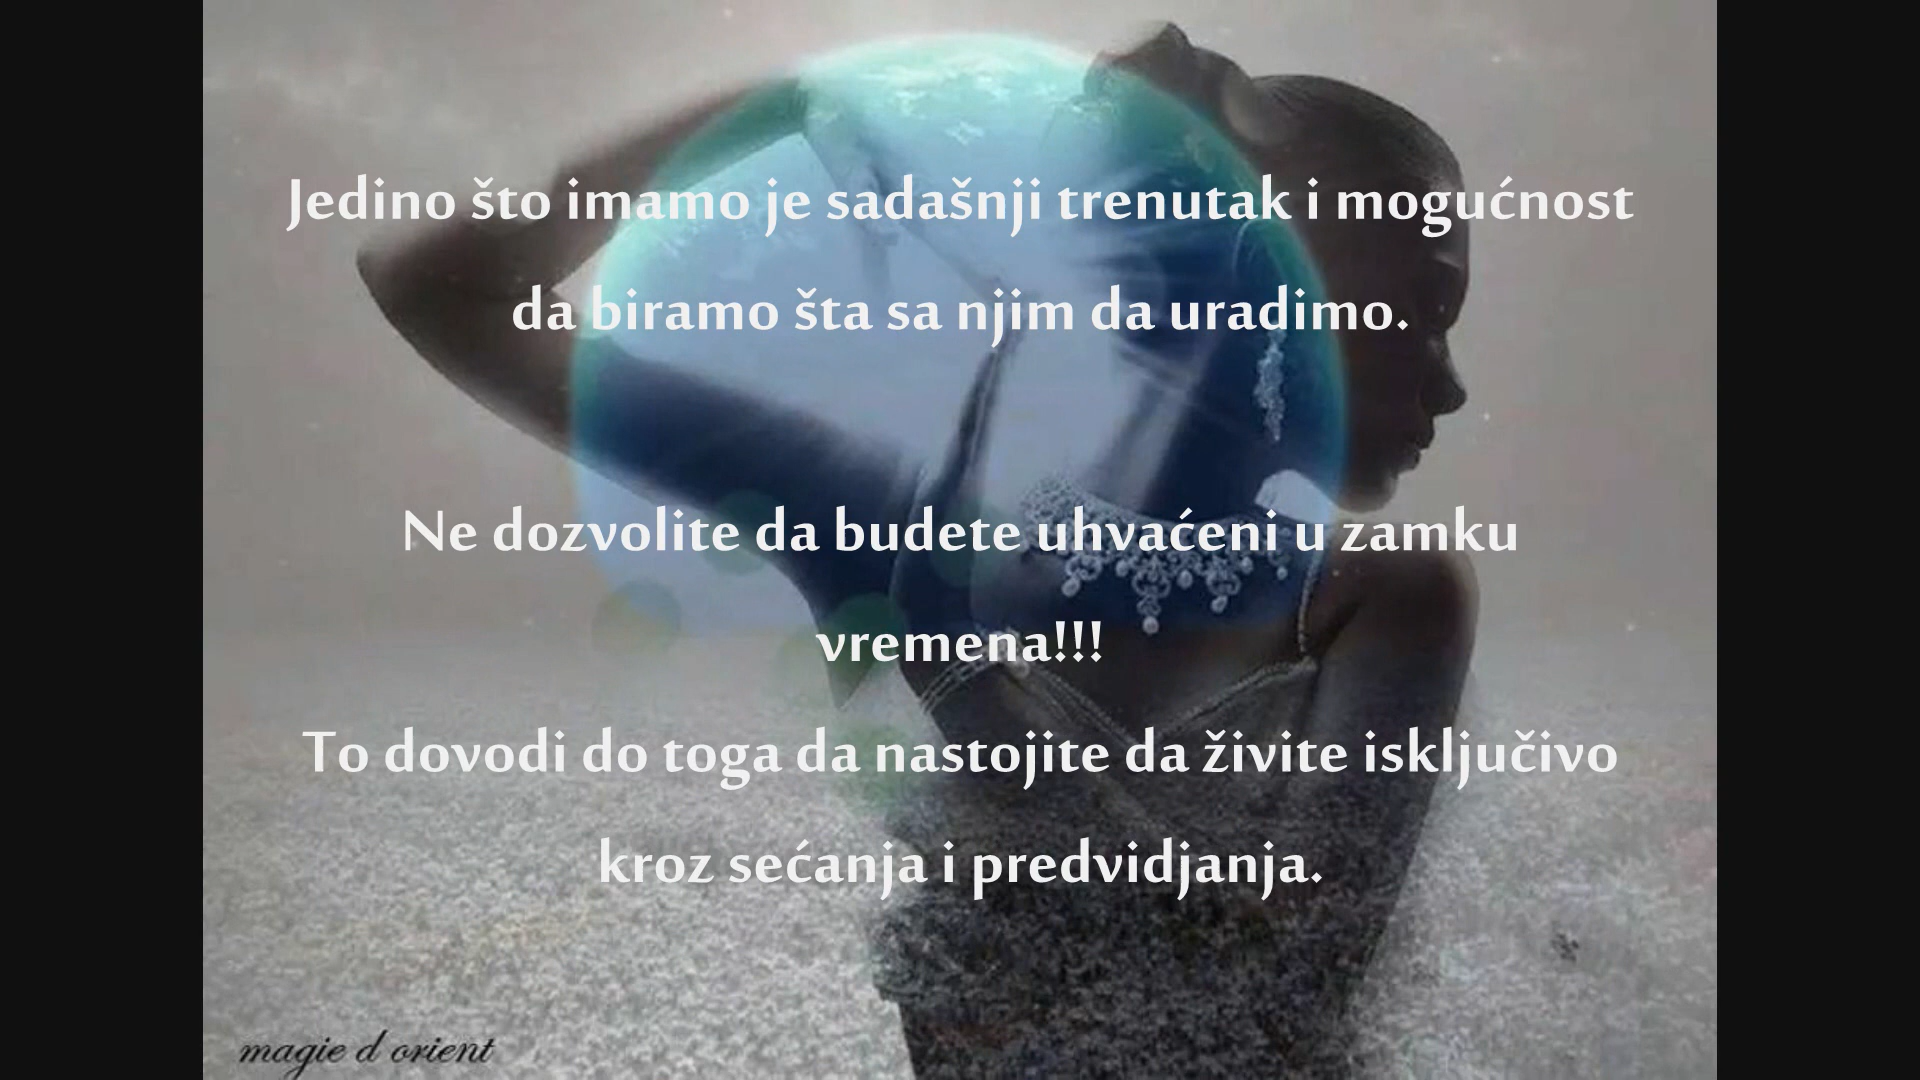 Jedino što imamo je sadašnji trenutak i mogućnost
da biramo šta sa njim da uradimo.
Ne dozvolite da budete uhvaćeni u zamku
vremena!!!
To dovodi do toga da nastojite da živite isključivo
kroz sećanja i predvidjanja.
magie d orient